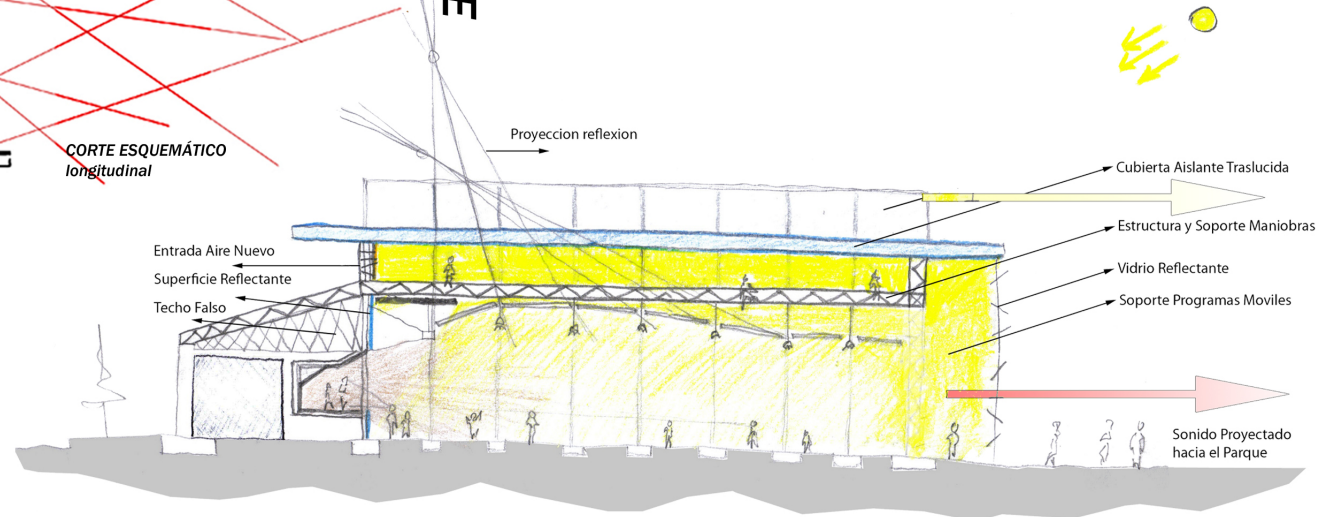 E
Proyeccion reflexion
CORTE ESQUEMÁTICO
longitudinal
Cubierta Aislante Traslucida
Estructura y Soporte Maniobras
Entrada Aire Nuevo
Vidrio Reflectante
Superficie Reflectante
Soporte Programas Moviles
Techo Falso
Sonido Proyectado
hacia el Parque